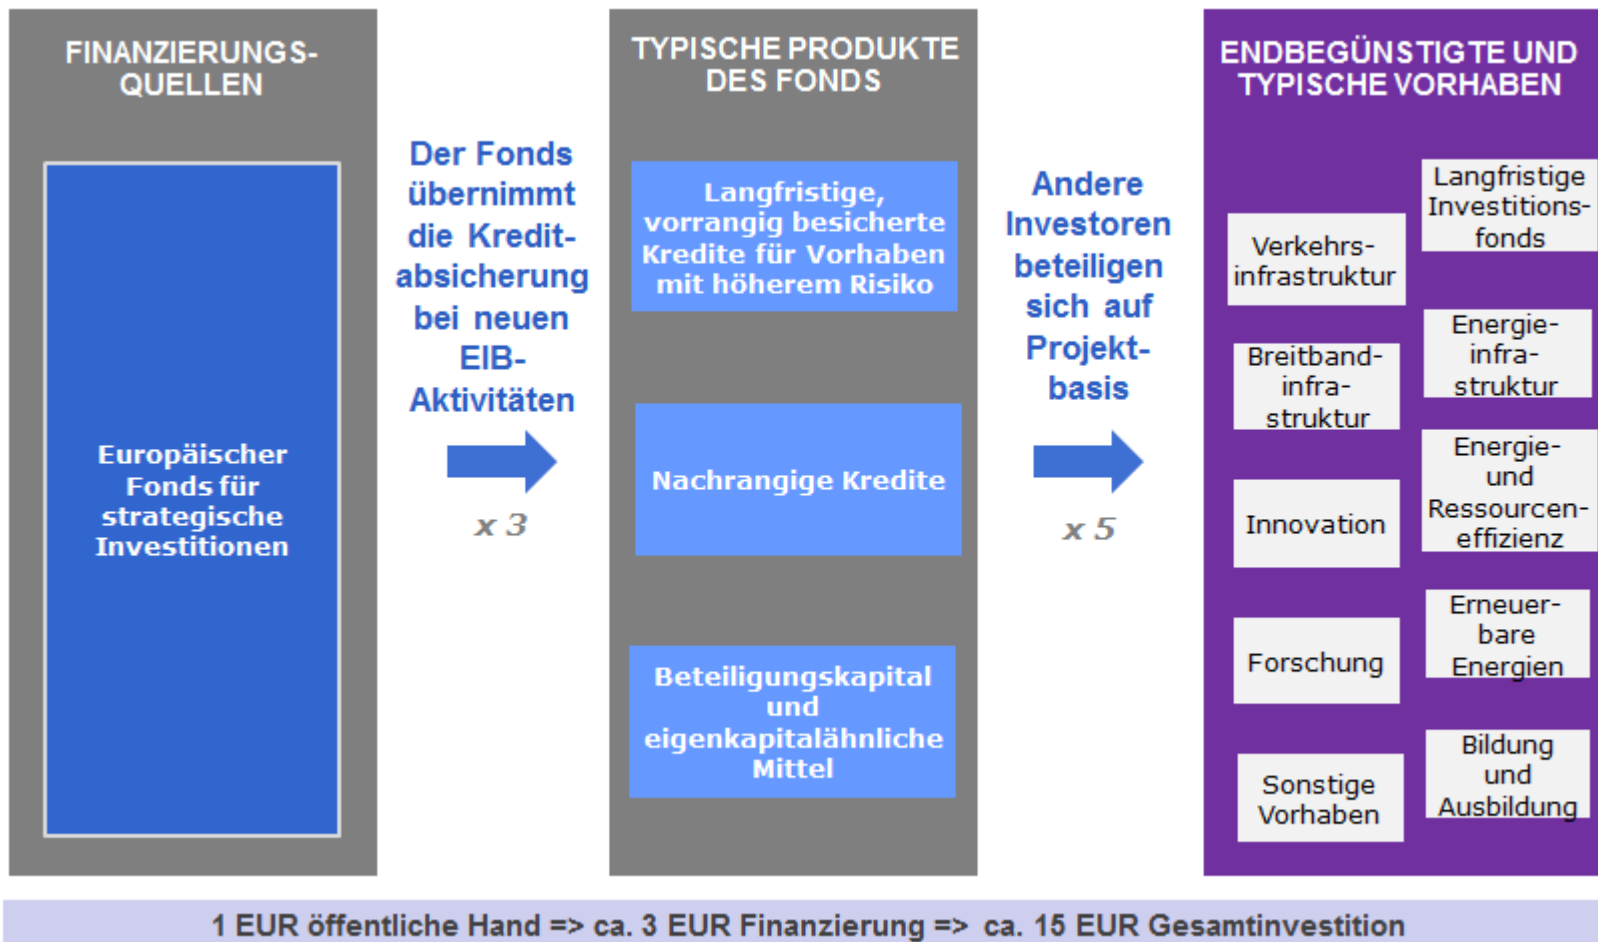 FINANZIERUNGS-
QUELLEN
Europäischer
Fonds für
strategische
Investitionen
Der Fonds
übernimmt
die Kredit-
absicherung
bei neuen
EIB-
Aktivitäten
x 3
TYPISCHE PRODUKTE
DES FONDS
Langfristige,
vorrangig besicherte
Kredite für Vorhaben
mit höherem Risiko
Nachrangige Kredite
Beteiligungskapital
und
eigenkapitalähnliche
Mittel
Andere
Investoren
beteiligen
sich auf
Projekt-
basis
x 5
ENDBEGÜNSTIGTE UND
TYPISCHE VORHABEN
Verkehrs-
infrastruktur
Breitband-
infra-
struktur
Innovation
Forschung
Sonstige
Vorhaben
Langfristige
Investitions-
fonds
Energie-
infra-
struktur
Energie-
und
Ressourcen-
effizienz
Erneuer-
bare
Energien
Bildung
und
Ausbildung
1 EUR öffentliche Hand => ca. 3 EUR Finanzierung => ca. 15 EUR Gesamtinvestition